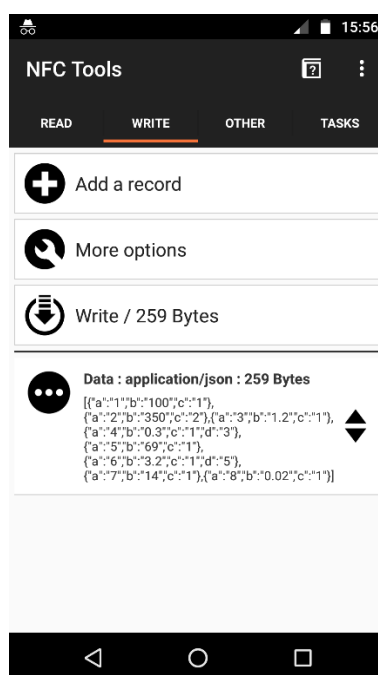 15:56
NFC Tools
READ WRITE OTHER TASKS
Add a record
More options
Write / 259 Bytes
Data : application/json : 259 Bytes
[{"a":"1","b":"100","c":"1"},
{"a":"2","b":"350","c":"2"},{"a":"3","b":"1.2","c":"1"},
{"a":"4","b":"0.3","c":"1","d":"3"},
{"a":"5","b":"69","c":"1"},
{"a":"6","b":"3.2","c":"1","d":"5"},
{"a":"7","b":"14","c":"1"},{"a":"8","b":"0.02","c":"1"}]